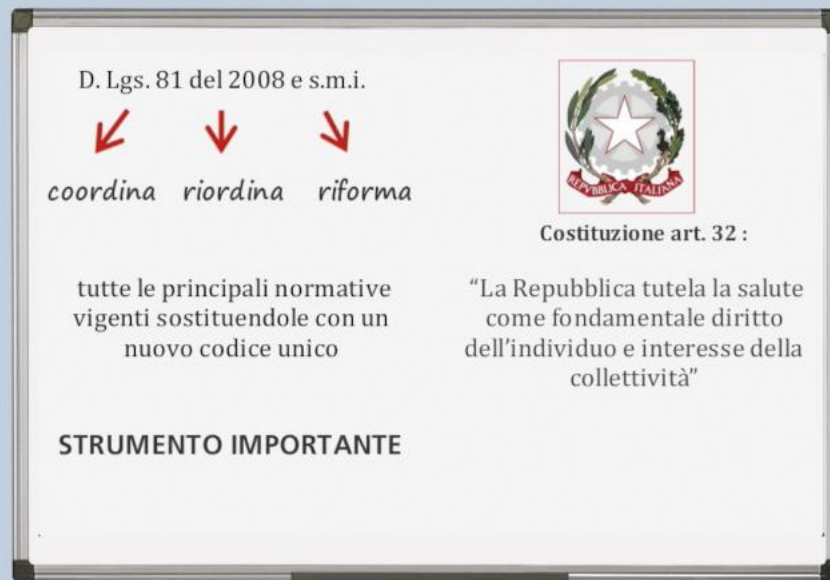 D. Lgs. 81 del 2008 e s.m.i.
coordina riordina riforma
tutte le principali normative
vigenti sostituendole con un
nuovo codice unico
STRUMENTO IMPORTANTE
REPVBBLICA ITALIANA
Costituzione art. 32 :
“La Repubblica tutela la salute
come fondamentale diritto
dell’individuo e interesse della
collettività”